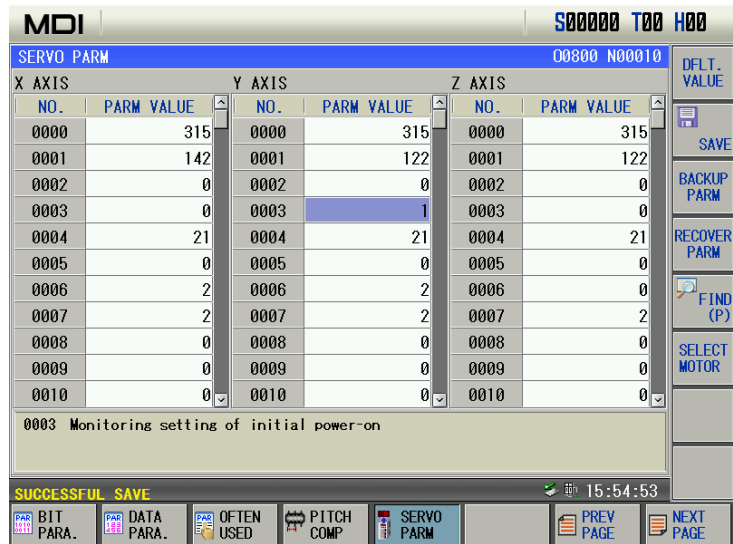 MDI S00000 T00 H00
SERVO PARM O0800 N00010
X AXIS Y AXIS Z AXIS
NO. PARM VALUE NO. PARM VALUE NO. PARM VALUE
0000 315 0000 315 0000 315
0001 142 0001 122 0001 122
0002 0 0002 0 0002 0
0003 0 0003 1 0003 0
0004 21 0004 21 0004 21
0005 0 0005 0 0005 0
0006 2 0006 2 0006 2
0007 2 0007 2 0007 2
0008 0 0008 0 0008 0
0009 0 0009 0 0009 0
0010 0 0010 0 0010 0
0003 Monitoring setting of initial power-on
SUCCESSFUL SAVE 15:54:53
DFLT.
VALUE
SAVE
BACKUP
PARM
RECOVER
PARM
FIND
(P)
SELECT
MOTOR
BIT
PARA.
DATA
PARA.
OFTEN
USED
PITCH
COMP
SERVO
PARM
PREV
PAGE
NEXT
PAGE